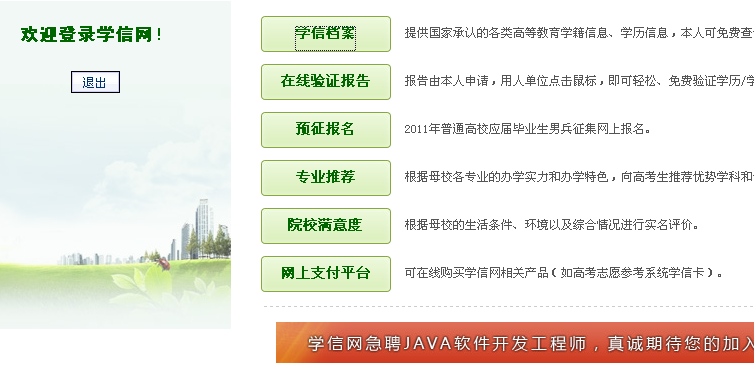 欢迎登录学信网！
退出
学信档案
提供国家承认的各类高等教育学籍信息、学历信息，本人可免费查
在线验证报告
报告由本人申请，用人单位点击鼠标，即可轻松、免费验证学历/学
预征报名
2011年普通高校应届毕业生男兵征集网上报名。
专业推荐
根据母校各专业的办学实力和办学特色，向高考生推荐优势学科和
院校满意度
根据母校的生活条件、环境以及综合情况进行实名评价。
网上支付平台
可在线购买学信网相关产品（如高考志愿参考系统学信卡）。
学信网急聘JAVA软件开发工程师，真诚期待您的加入